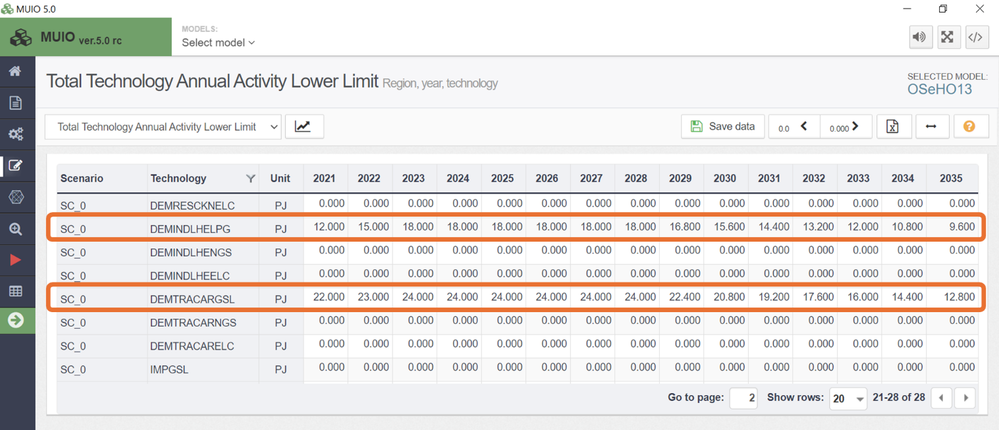 MUIO 5.0
MUIO ver.5.0 rc
MODELS:
Select model
Total Technology Annual Activity Lower Limit Region, year, technology
SELECTED MODEL:
OSeHO13
Total Technology Annual Activity Lower Limit
Save data
0.0
0.000
X
?
Scenario Technology Unit 2021 2022 2023 2024 2025 2026 2027 2028 2029 2030 2031 2032 2033 2034 2035
SC_0 DEMRESCKNELC PJ 0.000 0.000 0.000 0.000 0.000 0.000 0.000 0.000 0.000 0.000 0.000 0.000 0.000 0.000 0.000
SC_0 DEMINDLHELPG PJ 12.000 15.000 18.000 18.000 18.000 18.000 18.000 18.000 16.800 15.600 14.400 13.200 12.000 10.800 9.600
SC_0 DEMINDLHENGS PJ 0.000 0.000 0.000 0.000 0.000 0.000 0.000 0.000 0.000 0.000 0.000 0.000 0.000 0.000 0.000
SC_0 DEMINDLHEELC PJ 0.000 0.000 0.000 0.000 0.000 0.000 0.000 0.000 0.000 0.000 0.000 0.000 0.000 0.000 0.000
SC_0 DEMTRACARGSL PJ 22.000 23.000 24.000 24.000 24.000 24.000 24.000 24.000 22.400 20.800 19.200 17.600 16.000 14.400 12.800
SC_0 DEMTRACARNGS PJ 0.000 0.000 0.000 0.000 0.000 0.000 0.000 0.000 0.000 0.000 0.000 0.000 0.000 0.000 0.000
SC_0 DEMTRACARELC PJ 0.000 0.000 0.000 0.000 0.000 0.000 0.000 0.000 0.000 0.000 0.000 0.000 0.000 0.000 0.000
SC_0 IMPGSL PJ 0.000 0.000 0.000 0.000 0.000 0.000 0.000 0.000 0.000 0.000 0.000 0.000 0.000 0.000 0.000
Go to page: 2 Show rows: 20 21-28 of 28